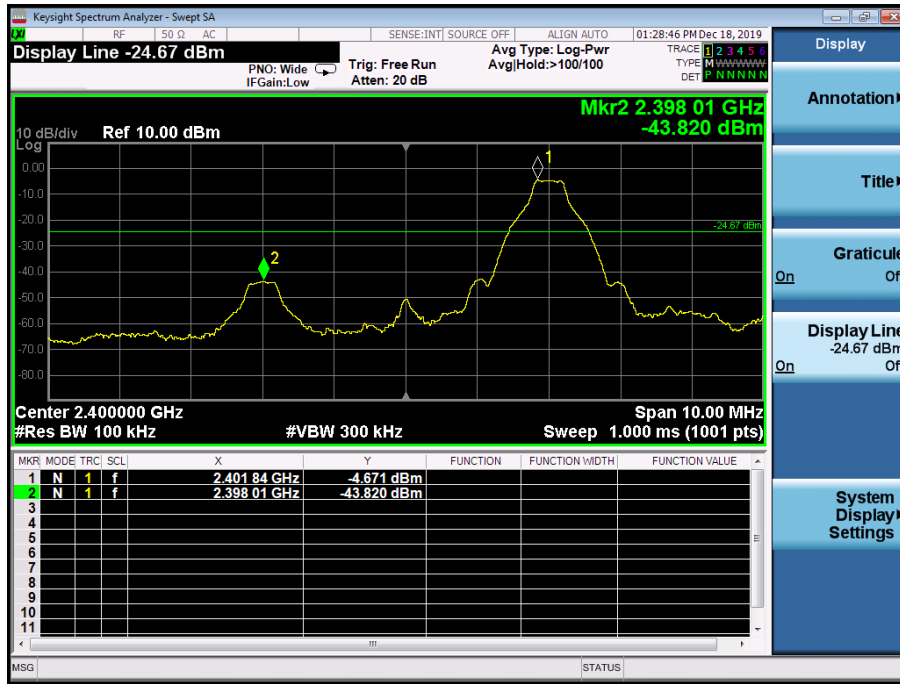 Keysight Spectrum Analyzer - Swept SA
LXI RF 50 Ω AC SENSE:INT SOURCE OFF ALIGN AUTO 01:28:46 PM Dec 18, 2019
Display Line -24.67 dBm
PNO: Wide
IFGain:Low
Trig: Free Run
Atten: 20 dB
Avg Type: Log-Pwr
Avg|Hold:>100/100
TRACE 1 2 3 4 5 6
TYPE M W W W W W
DET P N N N N N
Mkr2 2.398 01 GHz
-43.820 dBm
10 dB/div Ref 10.00 dBm
Log
0.00
-10.0
-20.0
-30.0
-40.0
-50.0
-60.0
-70.0
-80.0
1
-24.67 dBm
2
Center 2.400000 GHz Span 10.00 MHz
#Res BW 100 kHz #VBW 300 kHz Sweep 1.000 ms (1001 pts)
MKR MODE TRC SCL X Y FUNCTION FUNCTION WIDTH FUNCTION VALUE
1 N 1 f 2.401 84 GHz -4.671 dBm
2 N 1 f 2.398 01 GHz -43.820 dBm
3
4
5
6
7
8
9
10
11
MSG STATUS
Display
Annotation
Title
Graticule
On Of
Display Line
-24.67 dBm
On Of
System
Display
Settings